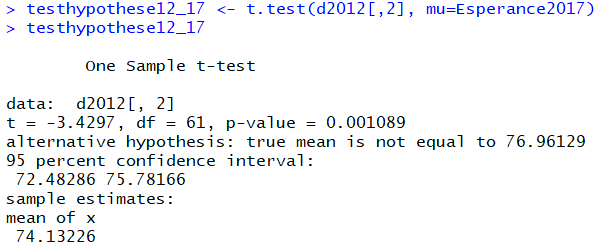 > testhypothese12_17 <- t.test(d2012[,2], mu=Esperance2017)
> testhypothese12_17
One Sample t-test
data: d2012[, 2]
t = -3.4297, df = 61, p-value = 0.001089
alternative hypothesis: true mean is not equal to 76.96129
95 percent confidence interval:
72.48286 75.78166
sample estimates:
mean of x
74.13226